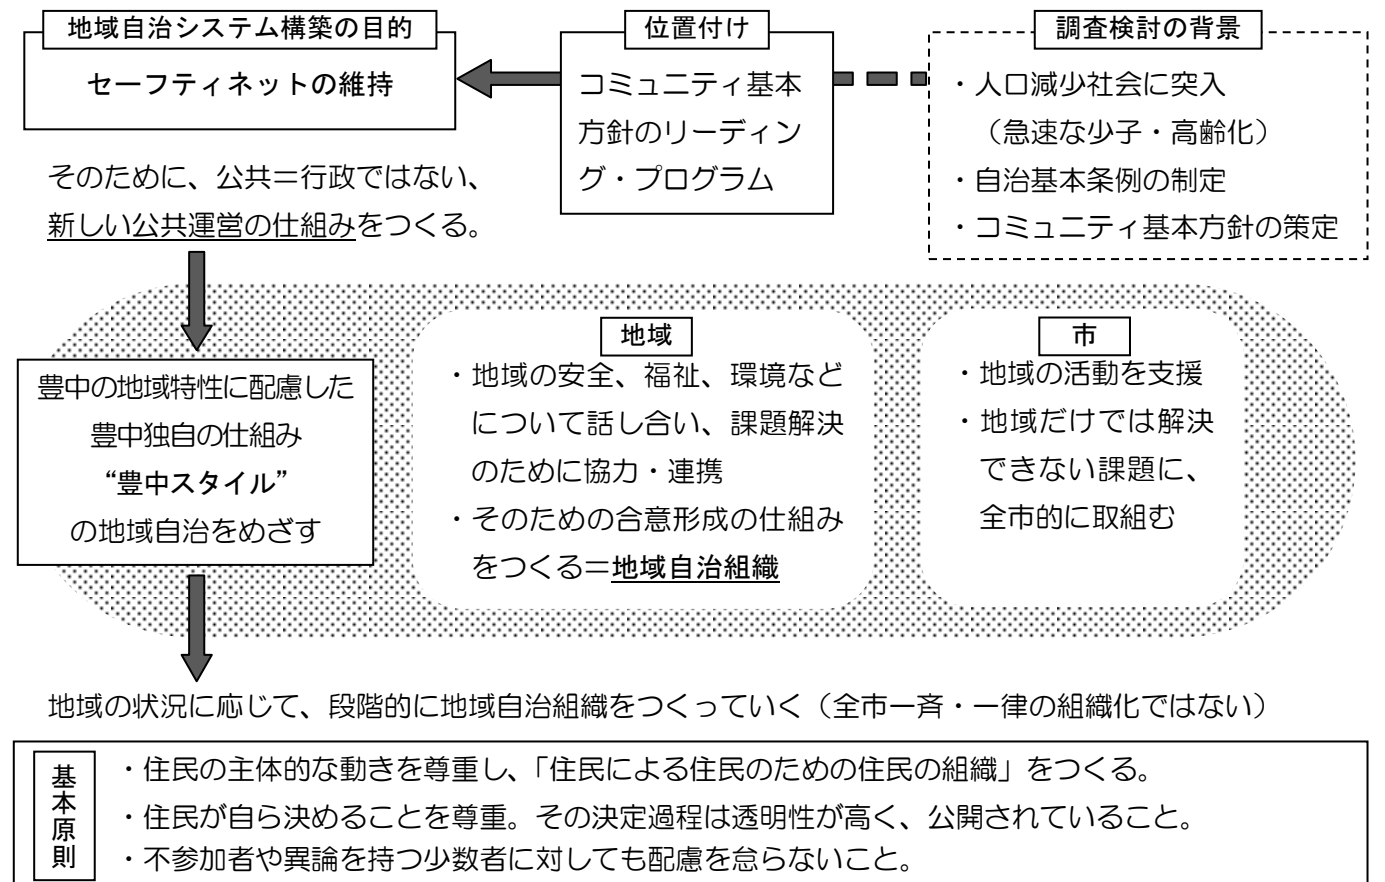 地域自治システム構築の目的
セーフティネットの維持
そのために、公共＝行政ではない、
新しい公共運営の仕組みをつくる。
位置付け
コミュニティ基本
方針のリーディン
グ・プログラム
調査検討の背景
・人口減少社会に突入
（急速な少子・高齢化）
・自治基本条例の制定
・コミュニティ基本方針の策定
豊中の地域特性に配慮した
豊中独自の仕組み
“豊中スタイル”
の地域自治をめざす
地域
・地域の安全、福祉、環境など
について話し合い、課題解決
のために協力・連携
・そのための合意形成の仕組み
をつくる＝地域自治組織
市
・地域の活動を支援
・地域だけでは解決
できない課題に、
全市的に取組む
地域の状況に応じて、段階的に地域自治組織をつくっていく（全市一斉・一律の組織化ではない）
基本原則
・住民の主体的な動きを尊重し、「住民による住民のための住民の組織」をつくる。
・住民が自ら決めることを尊重。その決定過程は透明性が高く、公開されていること。
・不参加者や異論を持つ少数者に対しても配慮を怠らないこと。